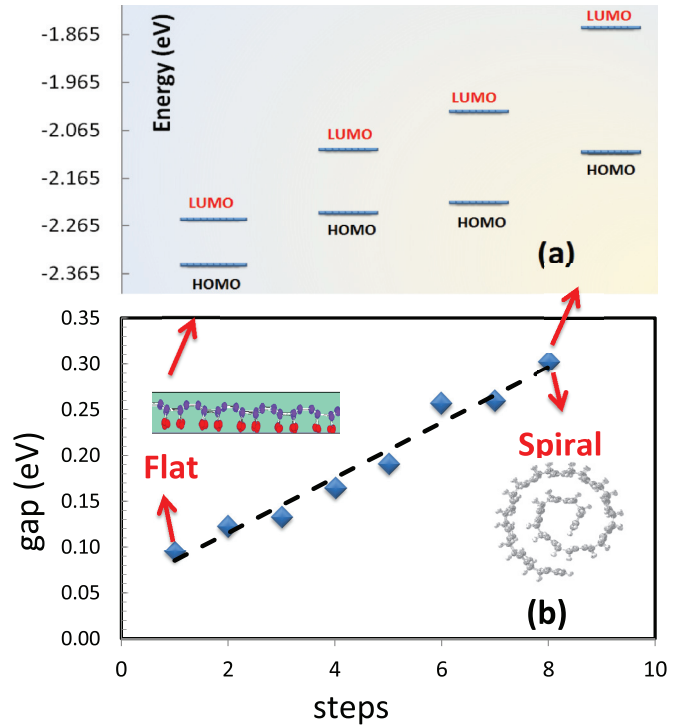 Energy (eV)
-1.865
-1.965
-2.065
-2.165
-2.265
-2.365
LUMO
LUMO
LUMO
LUMO
HOMO
HOMO
HOMO
HOMO
(a)
gap (eV)
0.35
0.30
0.25
0.20
0.15
0.10
0.05
0.00
Flat
Spiral
(b)
0 2 4 6 8 10
steps